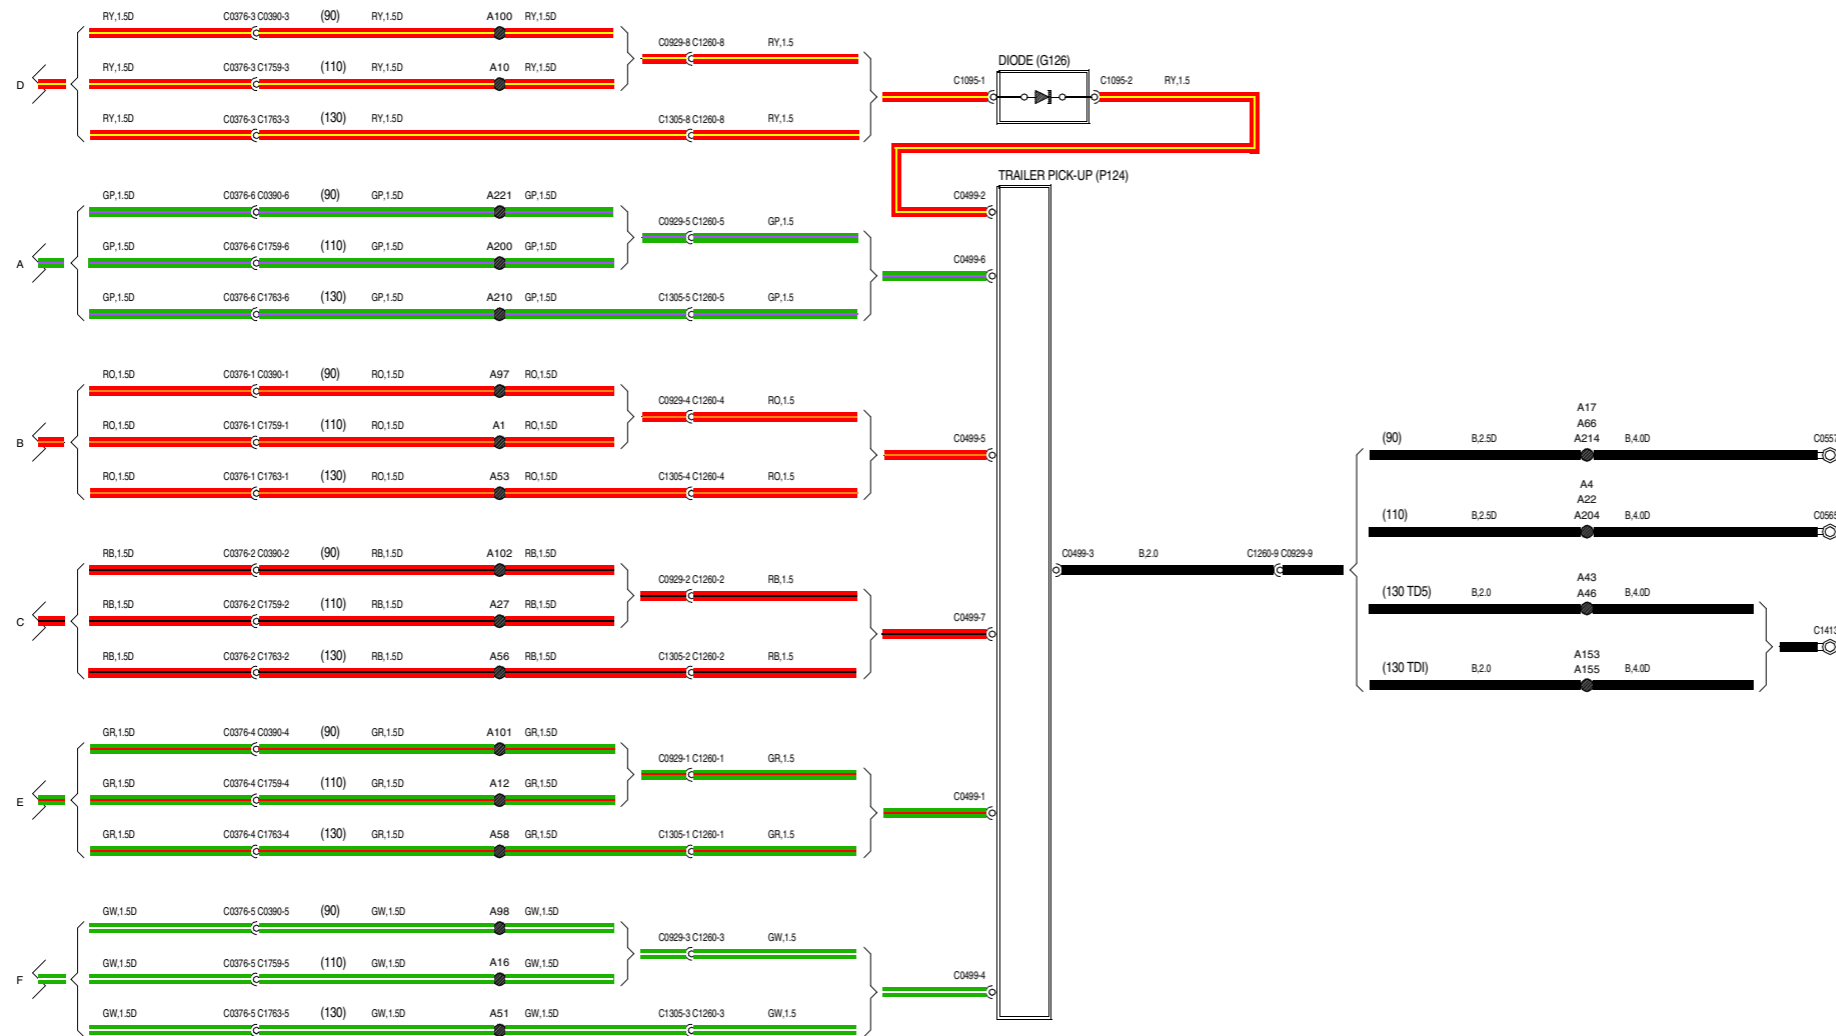 RY,1.5D C0376-3 C0390-3 (90) RY,1.5D A100 RY,1.5D
C0929-8 C1260-8 RY,1.5
DIODE (G126)
D RY,1.5D C0376-3 C1759-3 (110) RY,1.5D A10 RY,1.5D
C1095-1 C1095-2 RY,1.5
RY,1.5D C0376-3 C1763-3 (130) RY,1.5D C1305-8 C1260-8 RY,1.5
TRAILER PICK-UP (P124)
GP,1.5D C0376-6 C0390-6 (90) GP,1.5D A221 GP,1.5D C0499-2
C0929-5 C1260-5 GP,1.5
A GP,1.5D C0376-6 C1759-6 (110) GP,1.5D A200 GP,1.5D
C0499-6
GP,1.5D C0376-6 C1763-6 (130) GP,1.5D A210 GP,1.5D C1305-5 C1260-5 GP,1.5
RO,1.5D C0376-1 C0390-1 (90) RO,1.5D A97 RO,1.5D
C0929-4 C1260-4 RO,1.5
B RO,1.5D C0376-1 C1759-1 (110) RO,1.5D A1 RO,1.5D
C0499-5
RO,1.5D C0376-1 C1763-1 (130) RO,1.5D A53 RO,1.5D C1305-4 C1260-4 RO,1.5
A17
A66
(90) B,2.5D A214 B,4.0D C0557
A4
A22
(110) B,2.5D A204 B,4.0D C0565
RB,1.5D C0376-2 C0390-2 (90) RB,1.5D A102 RB,1.5D
C0499-3 B,2.0 C1260-9 C0929-9
C0929-2 C1260-2 RB,1.5
A43
(130 TD5) B,2.0 A46 B,4.0D
C RB,1.5D C0376-2 C1759-2 (110) RB,1.5D A27 RB,1.5D
C0499-7
C1413
RB,1.5D C0376-2 C1763-2 (130) RB,1.5D A56 RB,1.5D C1305-2 C1260-2 RB,1.5
A153
(130 TDI) B,2.0 A155 B,4.0D
GR,1.5D C0376-4 C0390-4 (90) GR,1.5D A101 GR,1.5D
C0929-1 C1260-1 GR,1.5
E GR,1.5D C0376-4 C1759-4 (110) GR,1.5D A12 GR,1.5D
C0499-1
GR,1.5D C0376-4 C1763-4 (130) GR,1.5D A58 GR,1.5D C1305-1 C1260-1 GR,1.5
GW,1.5D C0376-5 C0390-5 (90) GW,1.5D A98 GW,1.5D
C0929-3 C1260-3 GW,1.5
F GW,1.5D C0376-5 C1759-5 (110) GW,1.5D A16 GW,1.5D
C0499-4
GW,1.5D C0376-5 C1763-5 (130) GW,1.5D A51 GW,1.5D C1305-3 C1260-3 GW,1.5